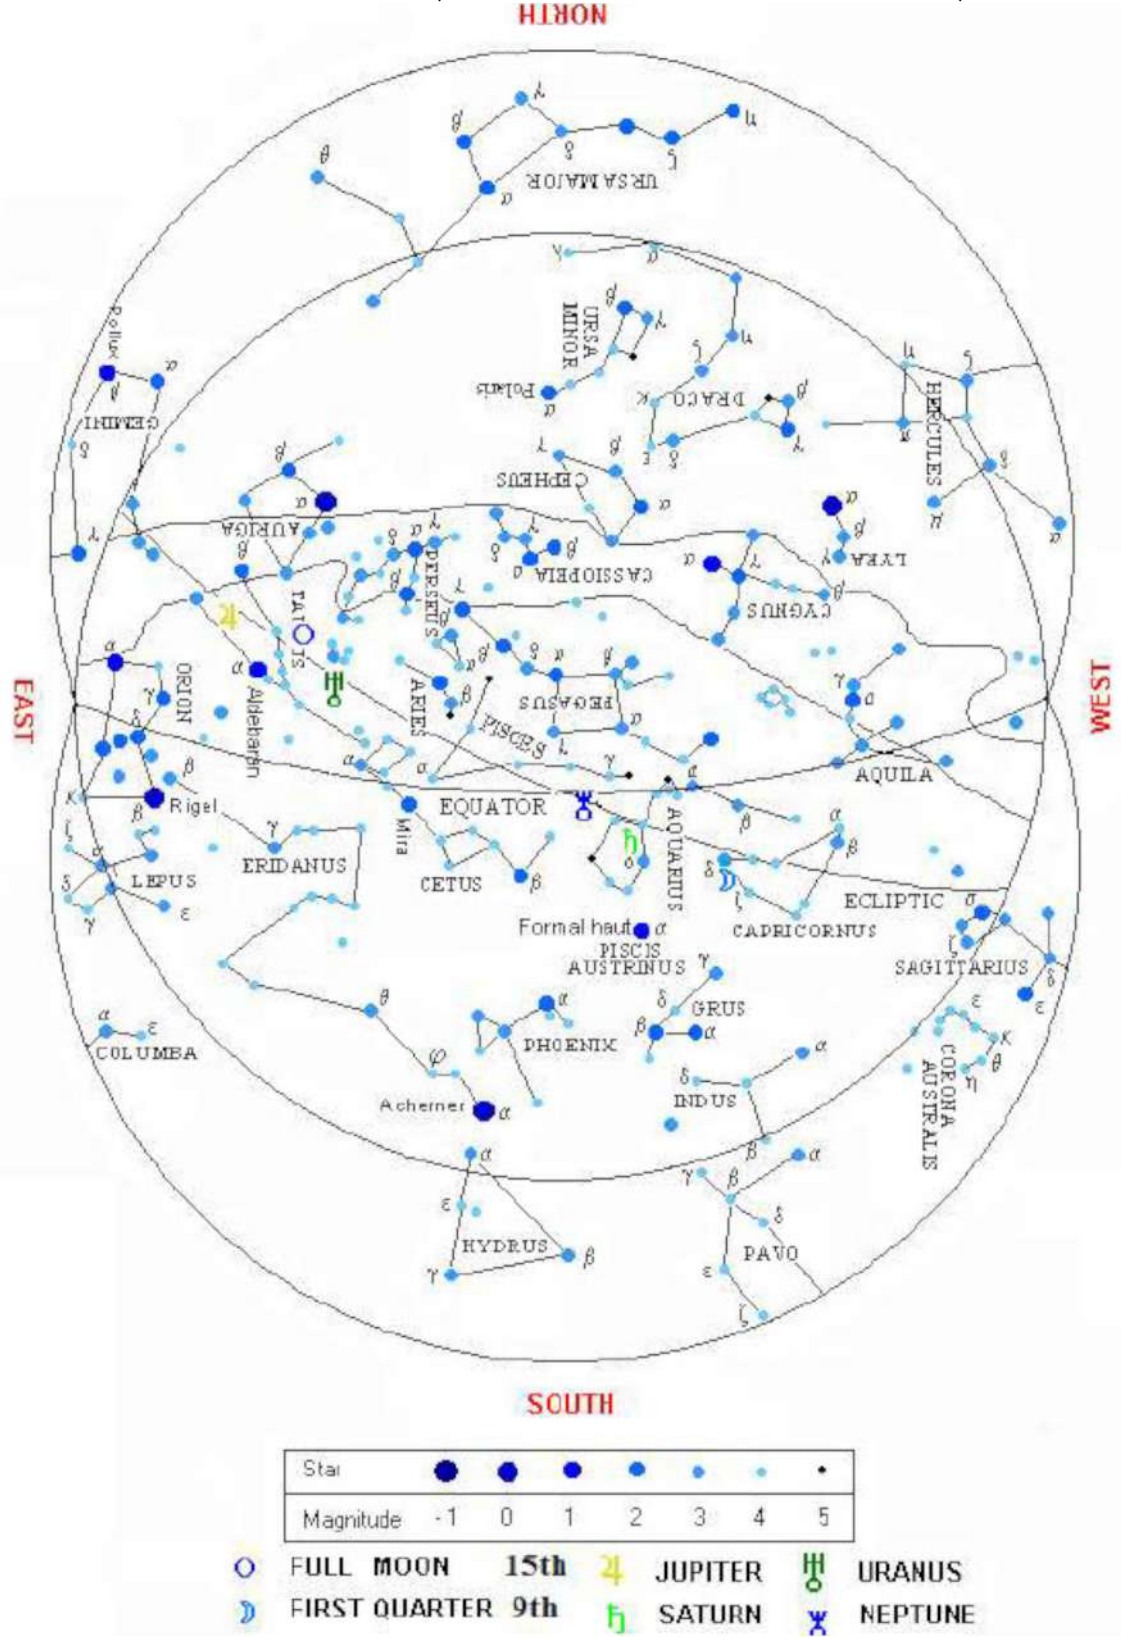 NORTH
η
γ
β
θ
δ
ζ
α
URSA MAJOR
λ
α
URSA
MINOR
β
γ
η
Pollux
α
β
ζ
η
ζ
Polaris
α
κ
DRACO
β
GEMINI
HERCULES
π
δ
γ
β
γ
β
ε
δ
δ
CEPHEUS
α
α
α
μ
AURIGA
β
γ
δ
α
γ
δ
γ
β
α
β
γ
LYRA
α
PERSEUS
CASSIOPEIA
α
γ
β
CYGNUS
EAST
WEST
α
ORION
γ
δ
α
Aldebaran
ARIES
β
PISCES
PEGASUS
α
γ
α
β
Rigel
κ
β
α
α
γ
α
AQUILA
EQUATOR
Mira
AQUARIUS
β
α
β
ζ
α
LEPUS
δ
γ
ε
γ
ERIDANUS
CETUS
β
δ
δ
ζ
ECLIPTIC
CAPRICORNUS
Formal haut α
PISCIS
AUSTRINUS
γ
σ
ζ
SAGITTARIUS
δ
ε
α
ε
COLUMBA
θ
α
PHOENIX
δ
GRUS
β
α
ε
κ
θ
η
CORONA
AUSTRALIS
φ
δ
INDUS
α
Acherner
α
α
β
γ
β
α
ε
δ
HYDRUS
γ
β
PAVO
ε
ζ
SOUTH
Star
Magnitude -1 0 1 2 3 4 5
FULL MOON 15th JUPITER URANUS
FIRST QUARTER 9th SATURN NEPTUNE